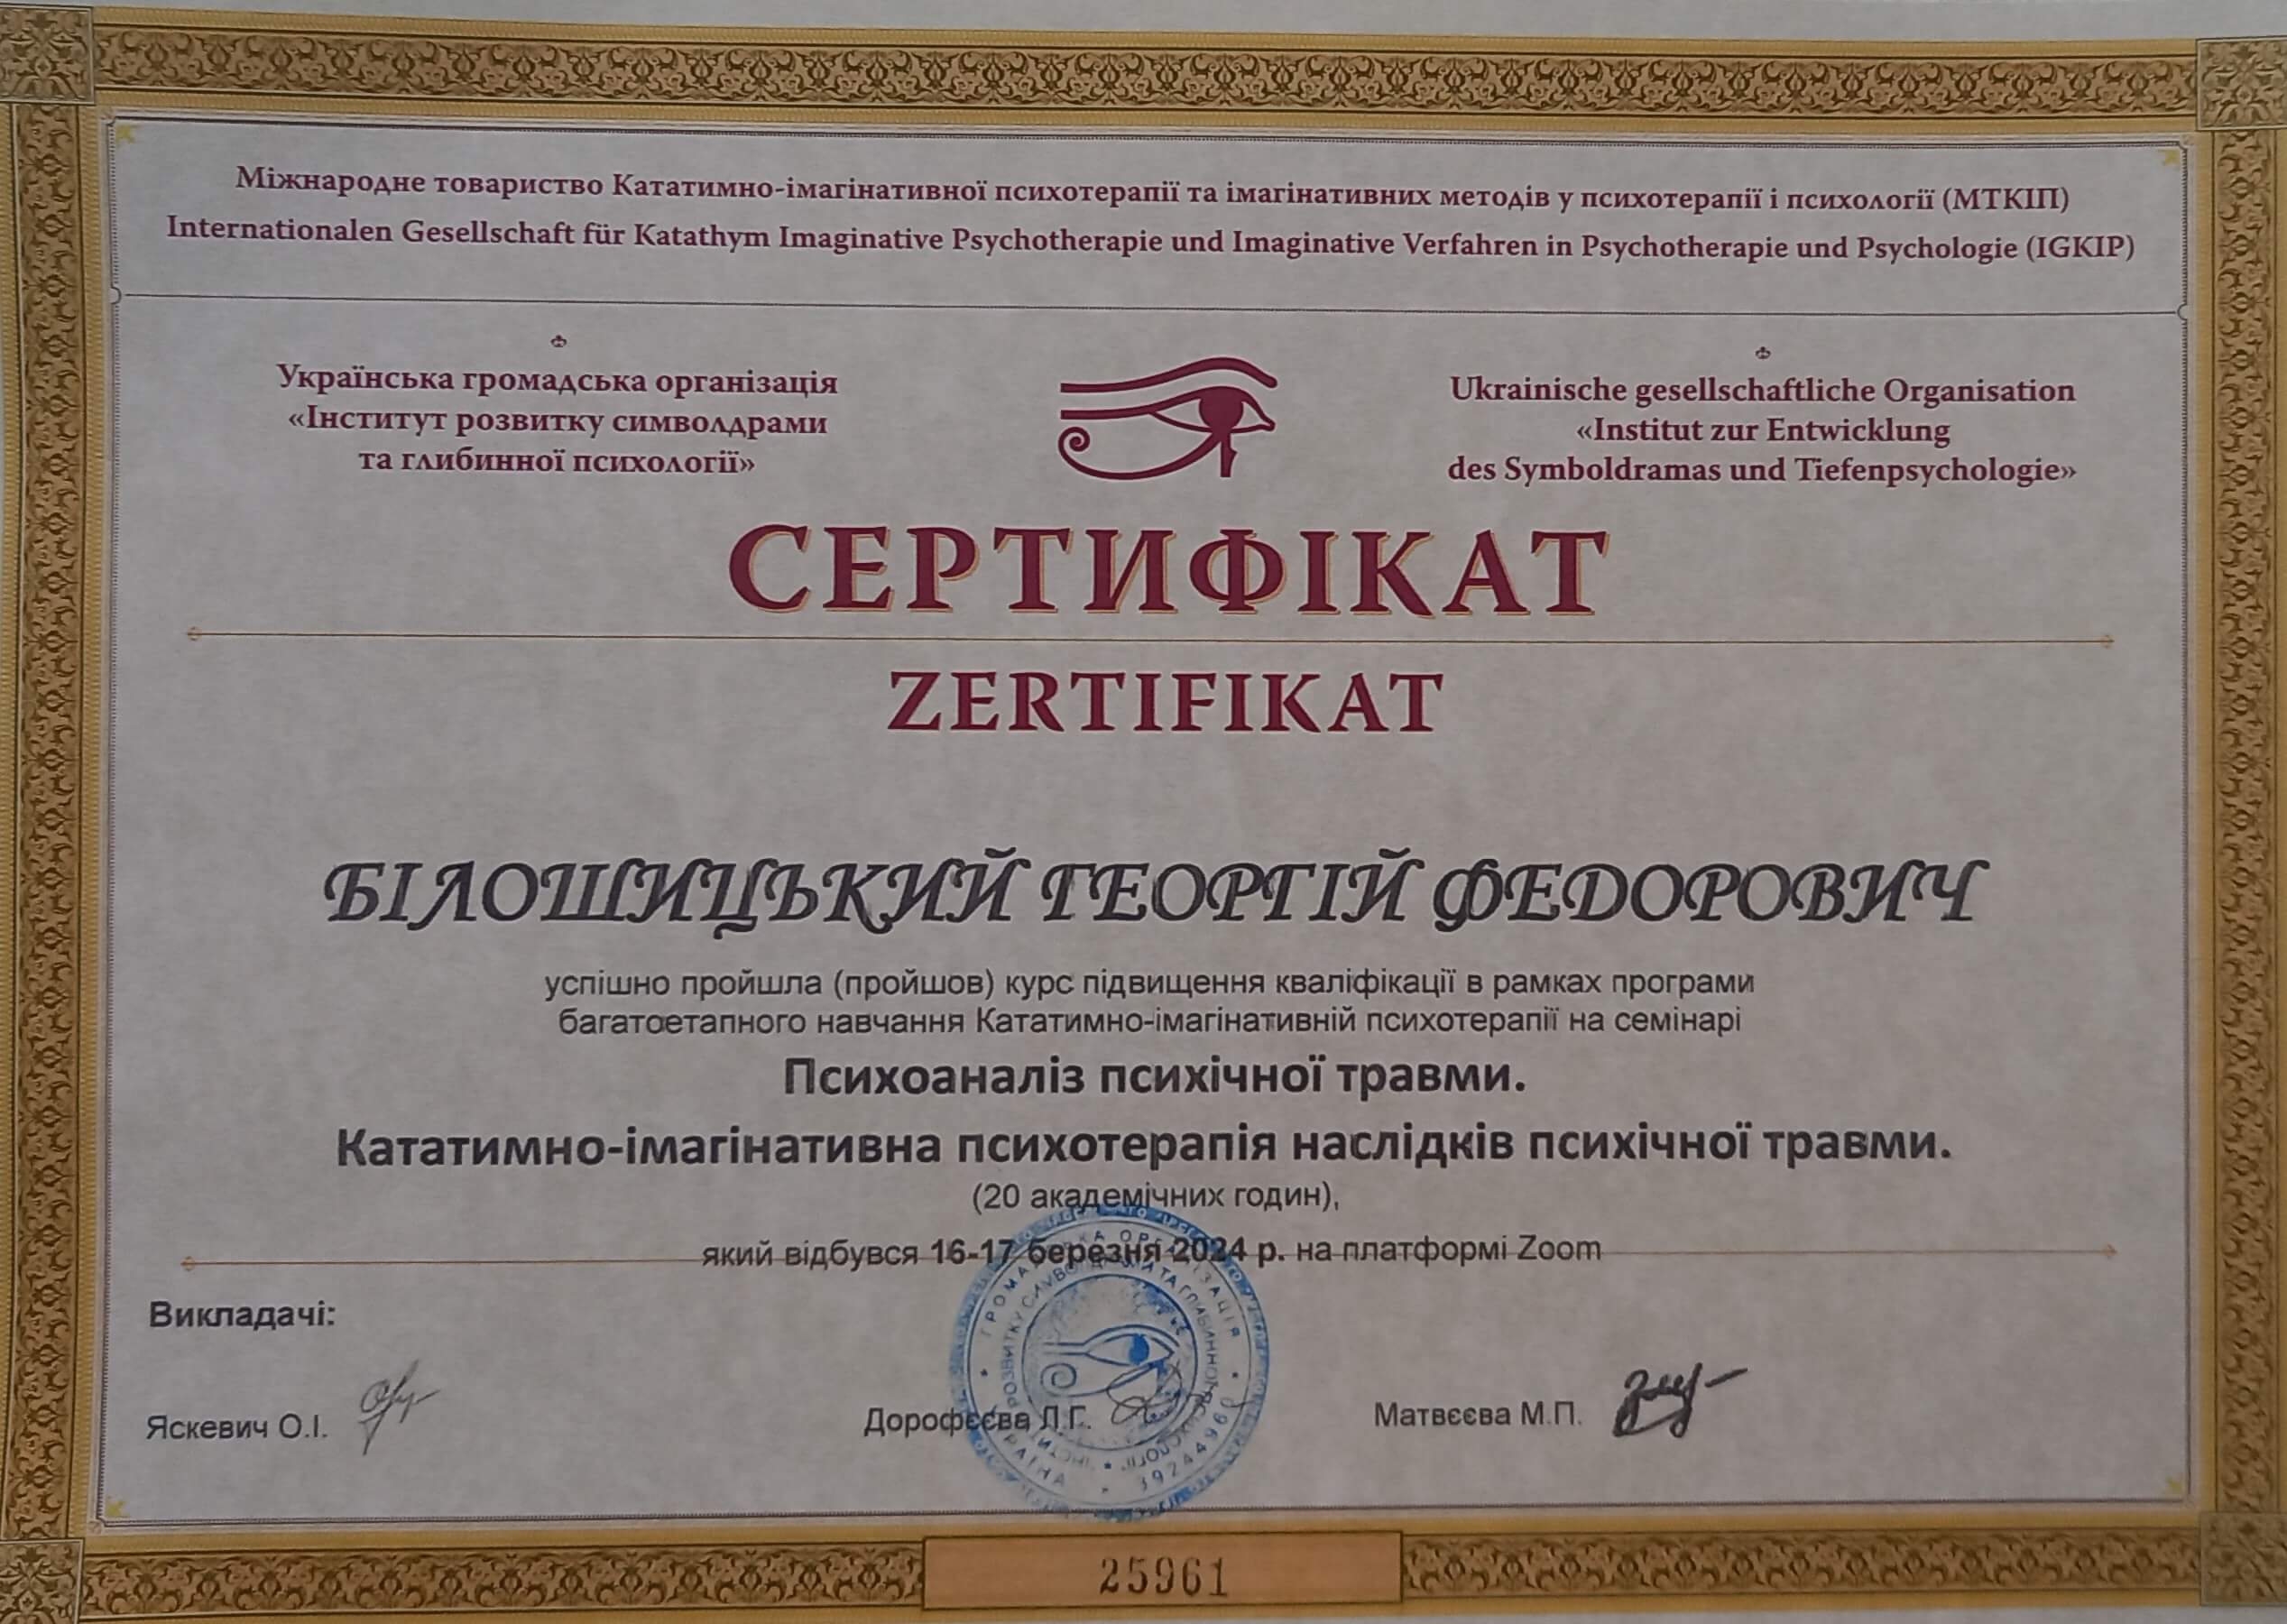 Міжнародне товариство Кататимно-імагінативної психотерапії та імагінативних методів у психотерапії і психології (МТКІП)
Internationalen Gesellschaft für Katathym Imaginative Psychotherapie und Imaginative Verfahren in Psychotherapie und Psychologie (IGKIP)
Українська громадська організація
«Інститут розвитку символдрами
та глибинної психології»
Ukrainische gesellschaftliche Organisation
«Institut zur Entwicklung
des Symboldramas und Tiefenpsychologie»
СЕРТИФІКАТ
ZERTIFIKAT
БІЛОШИЦЬКИЙ ГЕОРГІЙ ФЕДОРОВИЧ
успішно пройшла (пройшов) курс підвищення кваліфікації в рамках програми
багатоетапного навчання Кататимно-імагінативній психотерапії на семінарі
Психоаналіз психічної травми.
Кататимно-імагінативна психотерапія наслідків психічної травми.
(20 академічних годин),
який відбувся 16-17 березня 2024 р. на платформі Zoom
Викладачі:
Яскевич О.І.
Дорофєєва Л.Г.
Матвєєва М.П.
25961